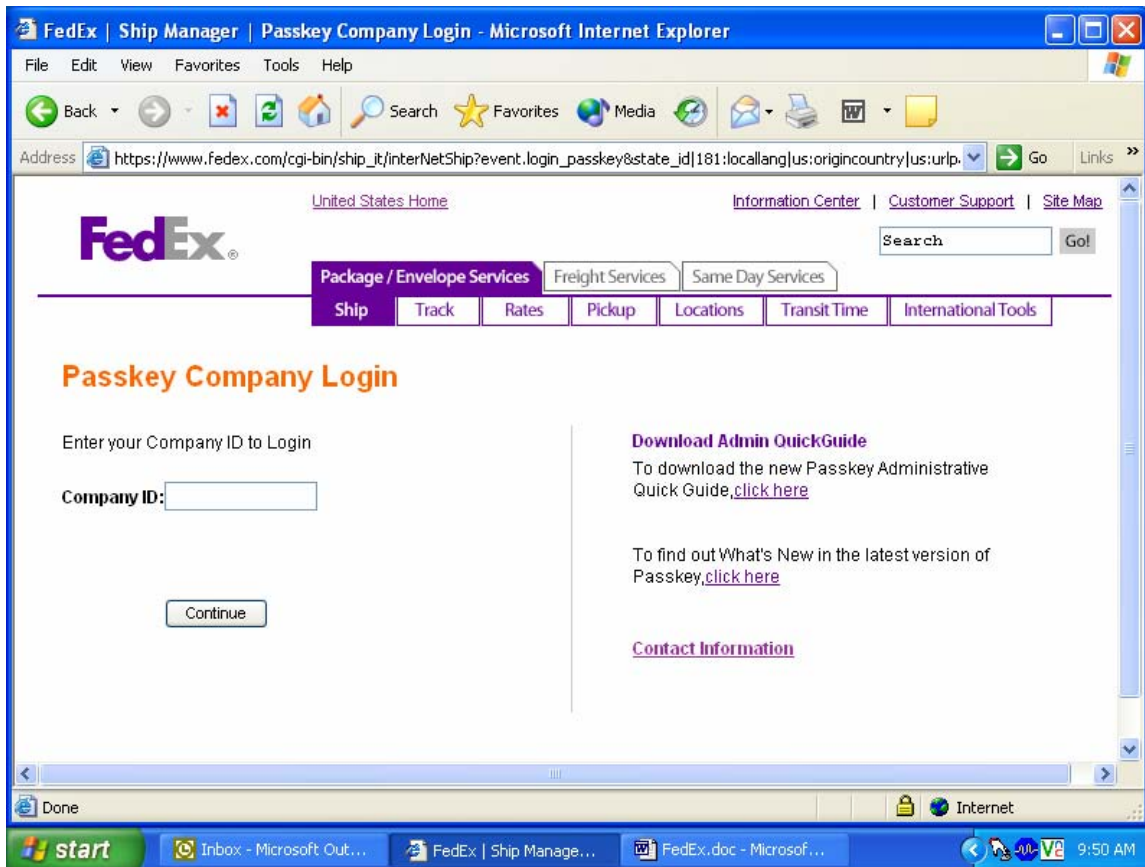 FedEx | Ship Manager | Passkey Company Login - Microsoft Internet Explorer
File Edit View Favorites Tools Help
Back Search Favorites Media
Address https://www.fedex.com/cgi-bin/ship_it/interNetShip?event.login_passkey&state_id|181:locallang|us:origincountry|us:urlp. Go Links »
United States Home Information Center | Customer Support | Site Map
FedEx®
Search Go!
Package / Envelope Services Freight Services Same Day Services
Ship Track Rates Pickup Locations Transit Time International Tools
Passkey Company Login
Enter your Company ID to Login
Company ID:
Continue
Download Admin QuickGuide
To download the new Passkey Administrative
Quick Guide,click here
To find out What's New in the latest version of
Passkey,click here
Contact Information
Done Internet
start Inbox - Microsoft Out... FedEx | Ship Manage... FedEx.doc - Microsof... 9:50 AM